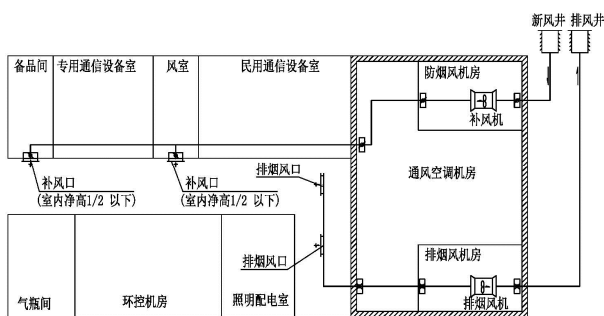 新风井 排风井
备品间 专用通信设备室 风室 民用通信设备室
防烟风机房
补风机
排烟风口
通风空调机房
补风口 补风口
(室内净高1/2 以下) (室内净高1/2 以下)
排烟风口
排烟风机房
气瓶间 环控机房 照明配电室
排烟风机